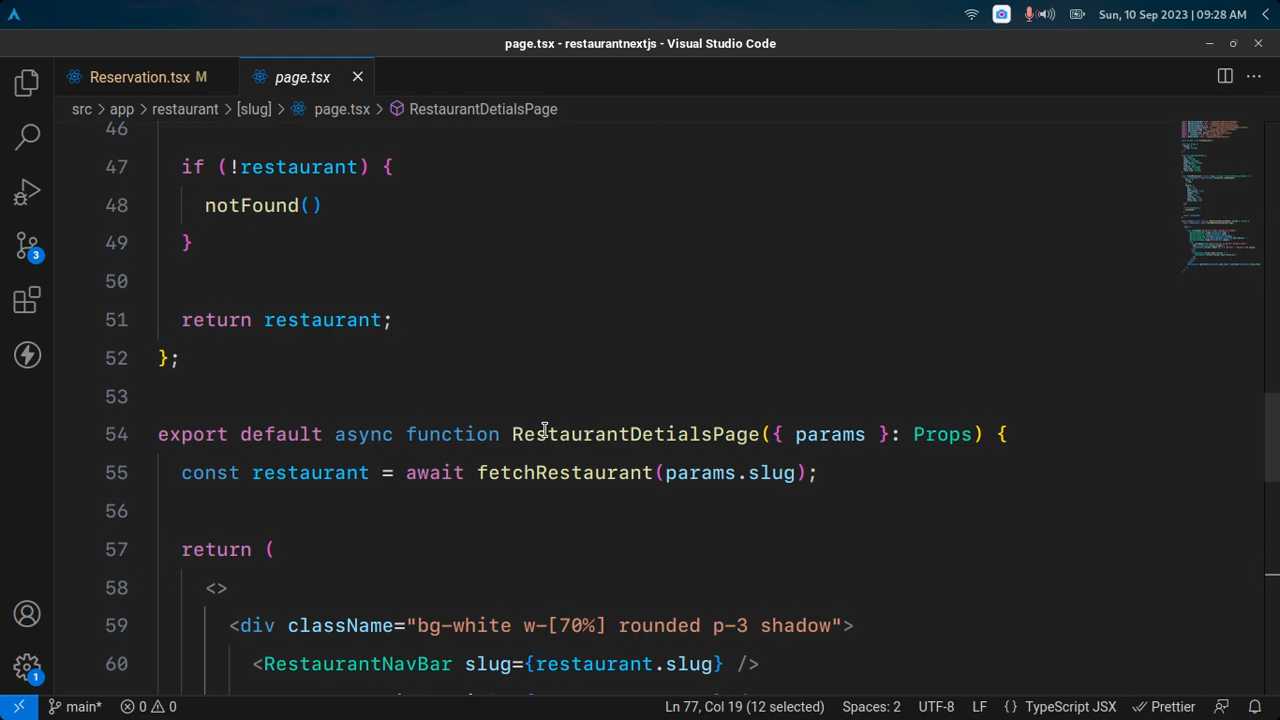 Sun, 10 Sep 2023 | 09:28 AM
page.tsx - restaurantnextjs - Visual Studio Code
Reservation.tsx M
page.tsx
src > app > restaurant > [slug] > page.tsx > RestaurantDetialsPage
46
47 if (!restaurant) {
48 notFound()
49 }
50
51 return restaurant;
52 };
53
54 export default async function RestaurantDetialsPage({ params }: Props) {
55 const restaurant = await fetchRestaurant(params.slug);
56
57 return (
58 <>
59 <div className="bg-white w-[70%] rounded p-3 shadow">
60 <RestaurantNavBar slug={restaurant.slug} />
3
1
main* 0 0 Ln 77, Col 19 (12 selected) Spaces: 2 UTF-8 LF {} TypeScript JSX Prettier